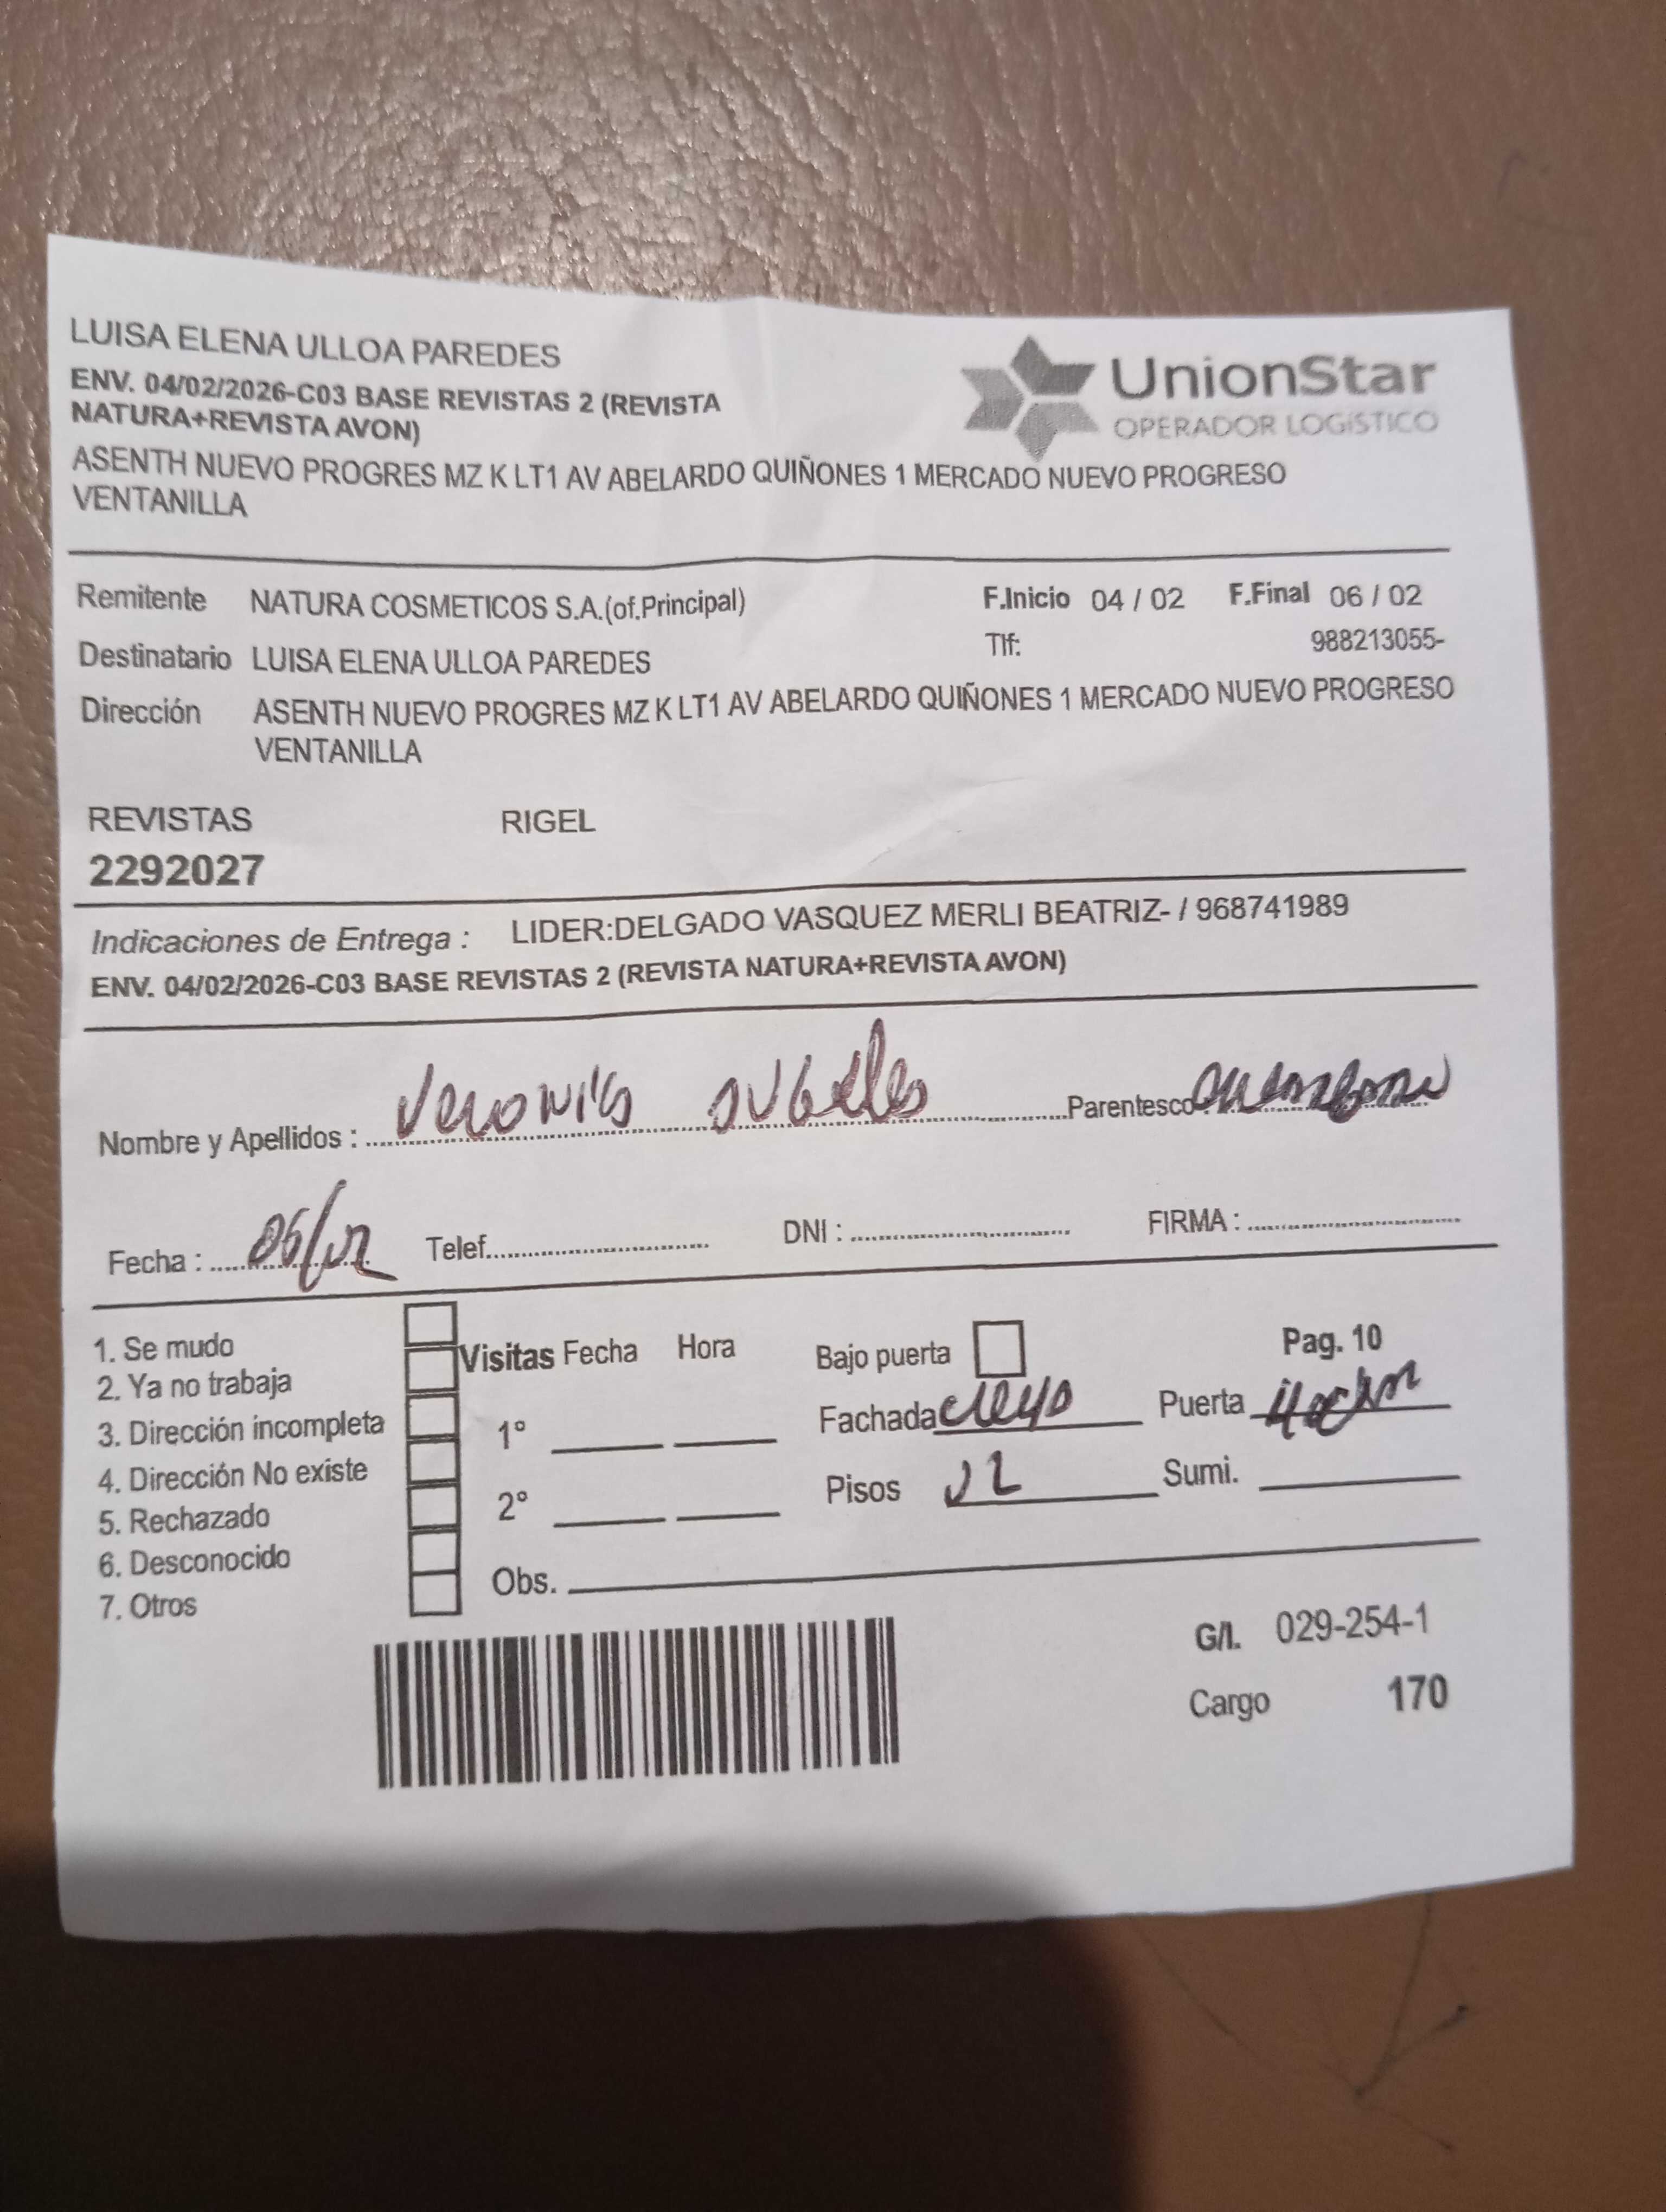 LUISA ELENA ULLOA PAREDES
ENV. 04/02/2026-C03 BASE REVISTAS 2 (REVISTA
NATURA+REVISTA AVON)
UnionStar
OPERADOR LOGÍSTICO
ASENTH NUEVO PROGRES MZ K LT1 AV ABELARDO QUIÑONES 1 MERCADO NUEVO PROGRESO
VENTANILLA
Remitente NATURA COSMETICOS S.A.(of.Principal) F.Inicio 04 / 02 F.Final 06 / 02
Destinatario LUISA ELENA ULLOA PAREDES Tlf: 988213055-
Dirección ASENTH NUEVO PROGRES MZ K LT1 AV ABELARDO QUIÑONES 1 MERCADO NUEVO PROGRESO
VENTANILLA
REVISTAS RIGEL
2292027
Indicaciones de Entrega : LIDER:DELGADO VASQUEZ MERLI BEATRIZ- / 968741989
ENV. 04/02/2026-C03 BASE REVISTAS 2 (REVISTA NATURA+REVISTA AVON)
Nombre y Apellidos : Parentesco :
Fecha : 06/02 Telef. DNI : FIRMA :
1. Se mudo
2. Ya no trabaja
3. Dirección incompleta
4. Dirección No existe
5. Rechazado
6. Desconocido
7. Otros
Visitas Fecha Hora
1°
2°
Obs.
Bajo puerta Pag. 10
Fachada Puerta
Pisos Sumi.
G/l. 029-254-1
Cargo 170